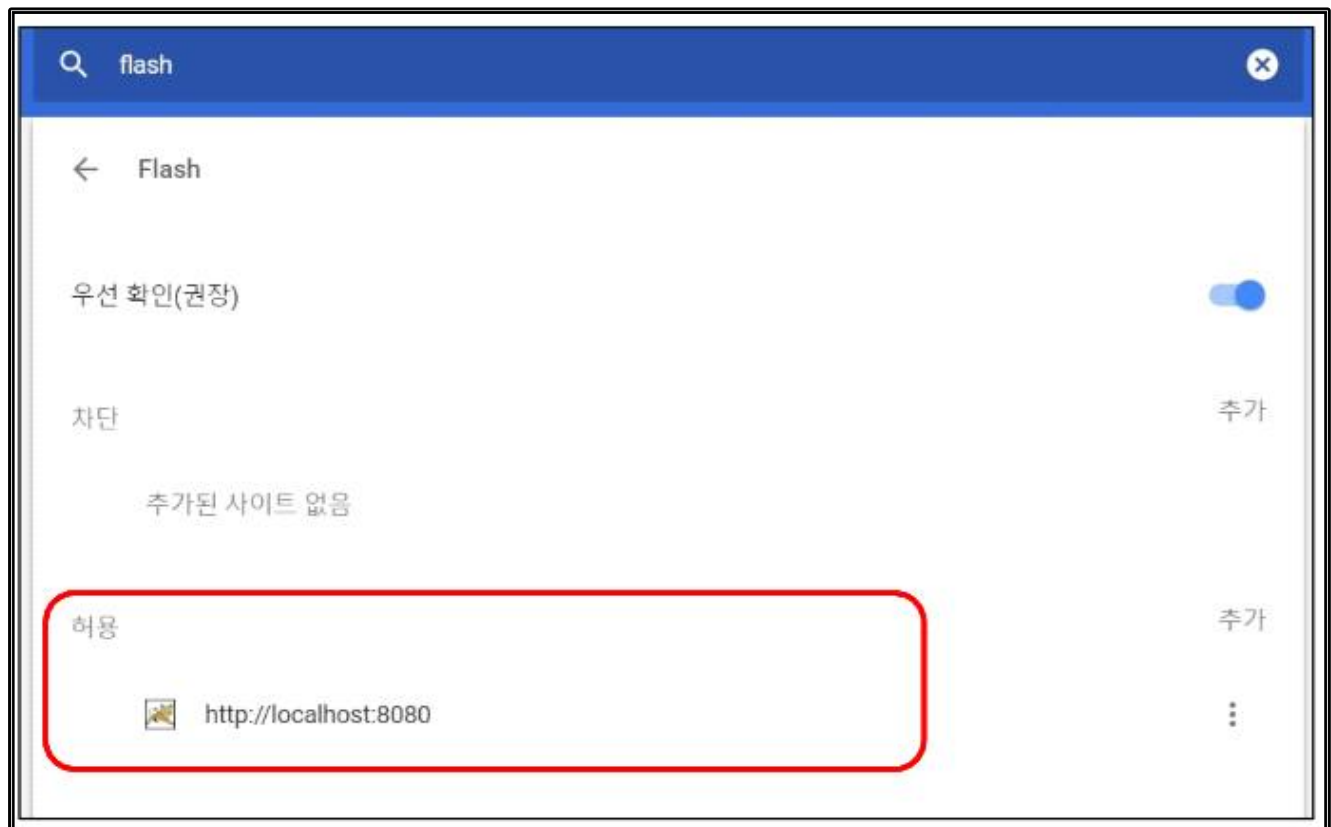 flash
Flash
우선 확인(권장)
차단 추가
추가된 사이트 없음
허용 추가
http://localhost:8080